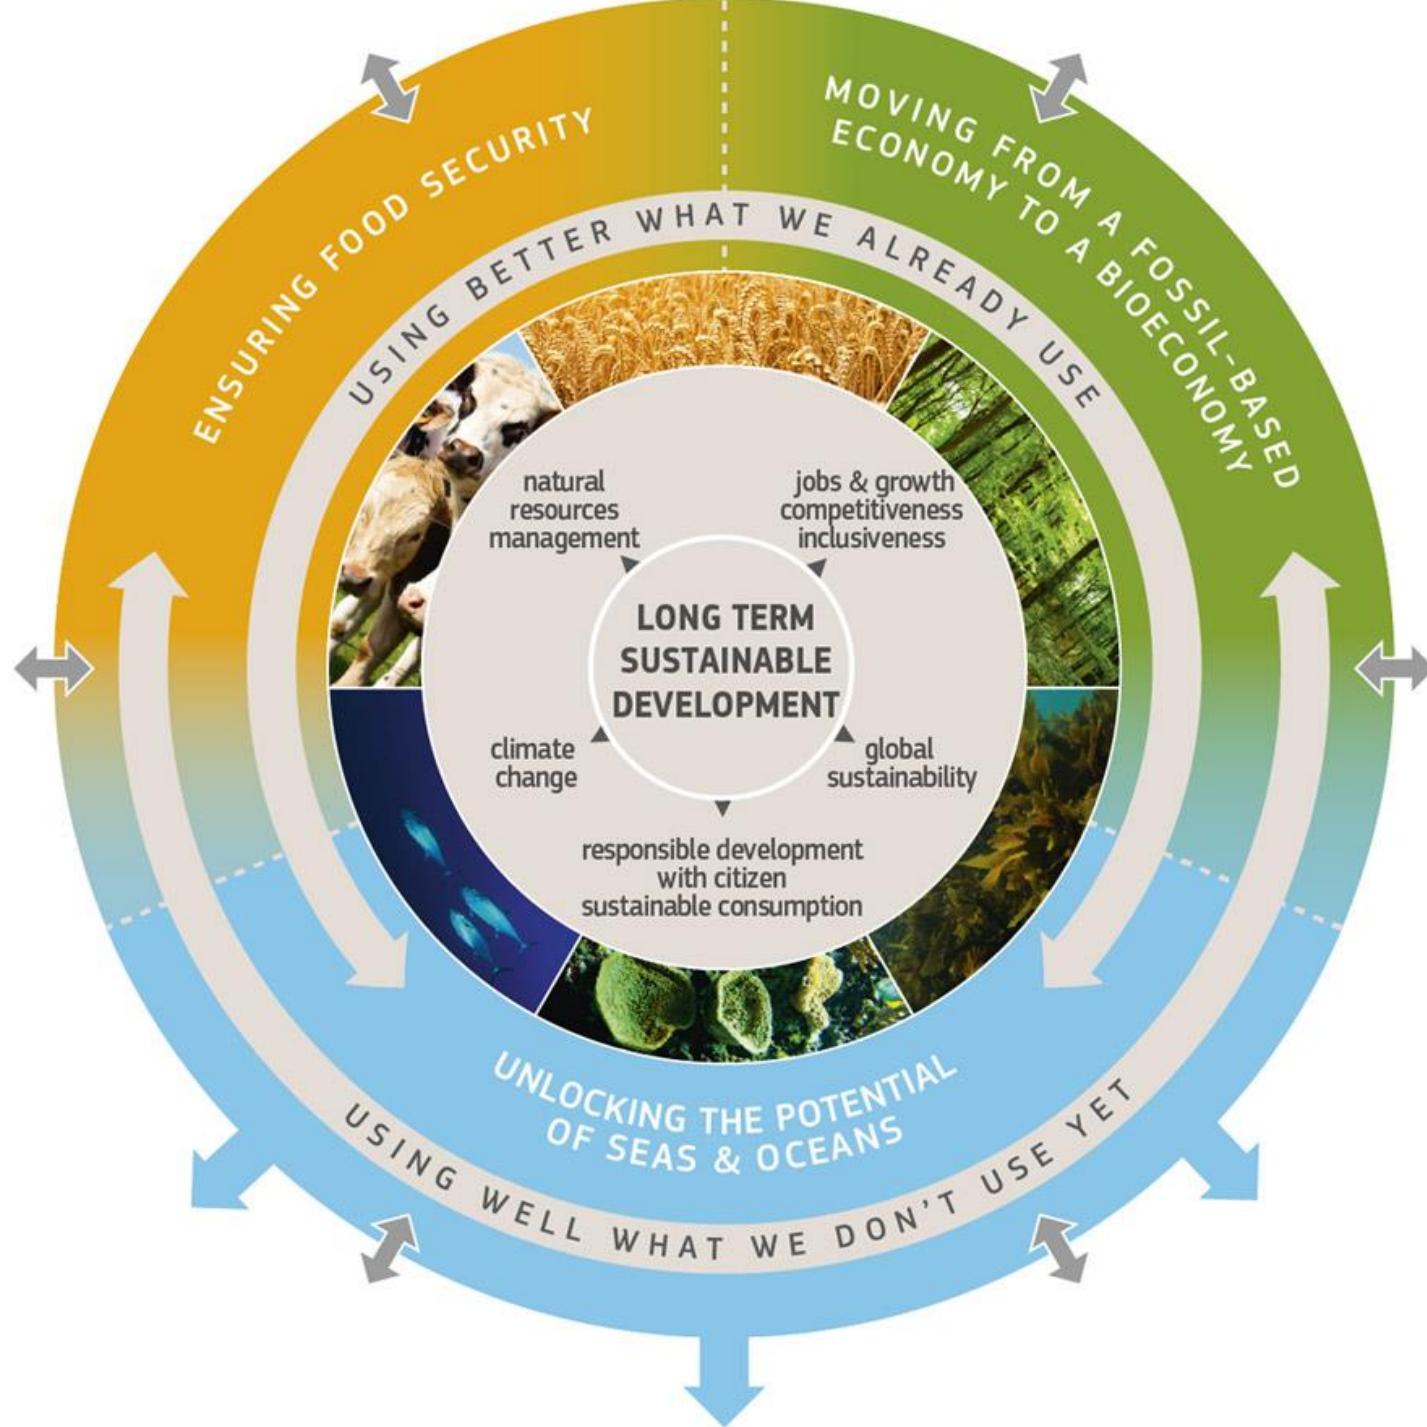 ENSURING FOOD SECURITY
MOVING FROM A FOSSIL-BASED
ECONOMY TO A BIOECONOMY
USING BETTER WHAT WE ALREADY USE
natural
resources
management
jobs & growth
competitiveness
inclusiveness
LONG TERM
SUSTAINABLE
DEVELOPMENT
climate
change
global
sustainability
responsible development
with citizen
sustainable consumption
UNLOCKING THE POTENTIAL
OF SEAS & OCEANS
USING WELL WHAT WE DON'T USE YET